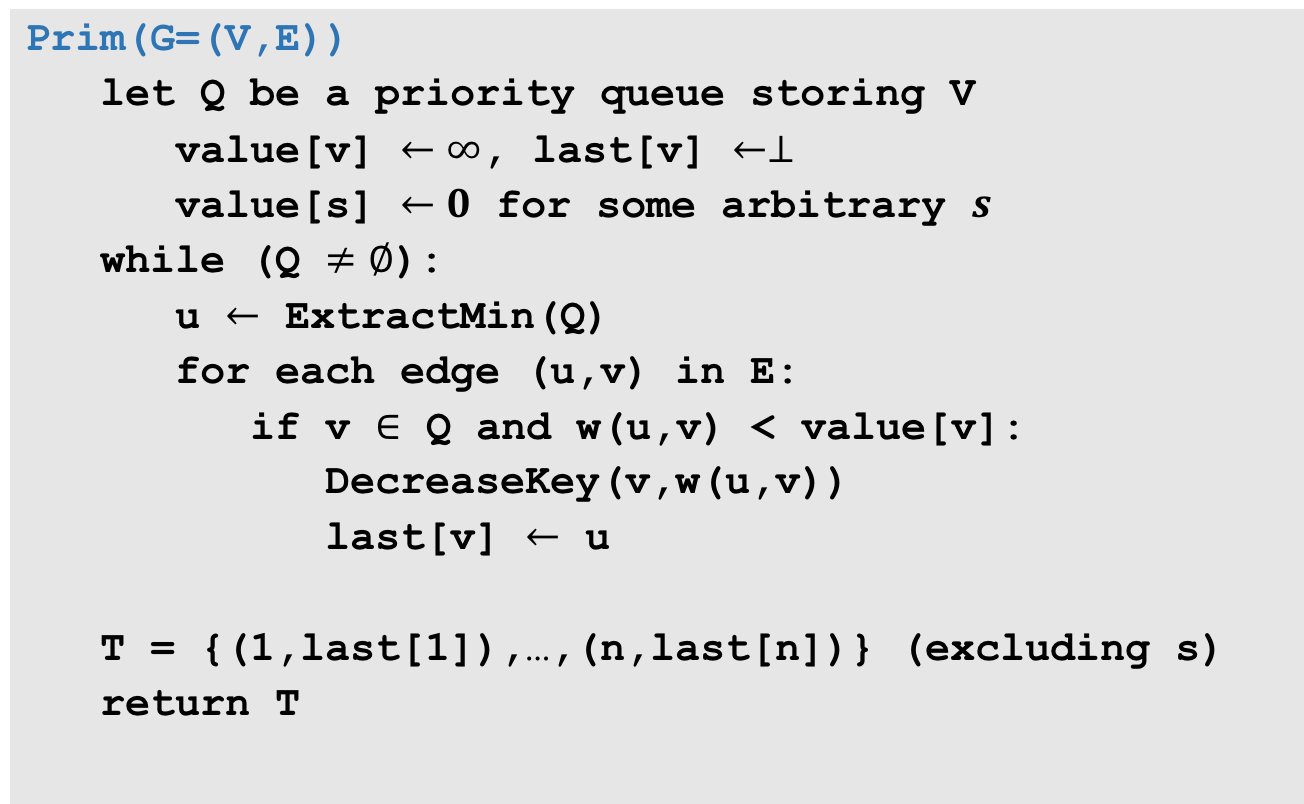 Prim(G=(V,E))
let Q be a priority queue storing V
value[v] ← ∞, last[v] ←⊥
value[s] ← 0 for some arbitrary s
while (Q ≠ ∅):
u ← ExtractMin(Q)
for each edge (u,v) in E:
if v ∈ Q and w(u,v) < value[v]:
DecreaseKey(v,w(u,v))
last[v] ← u
T = {(1,last[1]),…,(n,last[n])} (excluding s)
return T